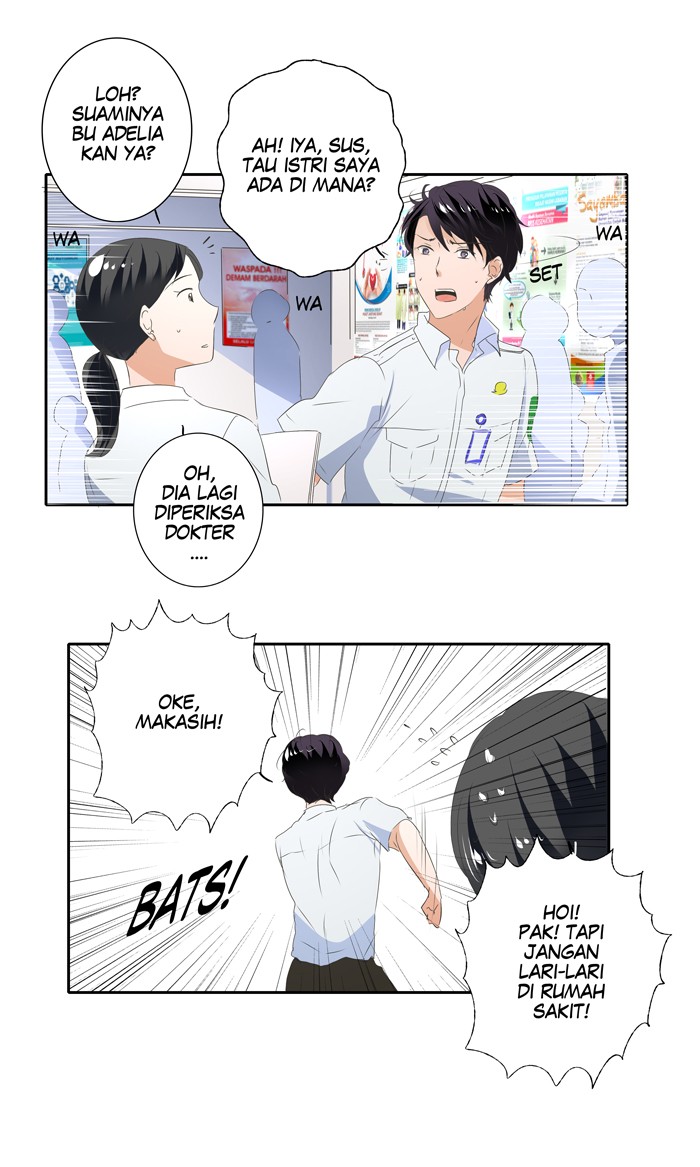 LOH?
SUAMINYA
BU ADELIA
KAN YA?
AH! IYA, SUS,
TAU ISTRI SAYA
ADA DI MANA?
WA
WASPADA !!!
DEMAM BERDARAH
WA
SET
WA
OH,
DIA LAGI
DIPERIKSA
DOKTER
....
OKE,
MAKASIH!
BATS!
HOI!
PAK! TAPI
JANGAN
LARI-LARI
DI RUMAH
SAKIT!